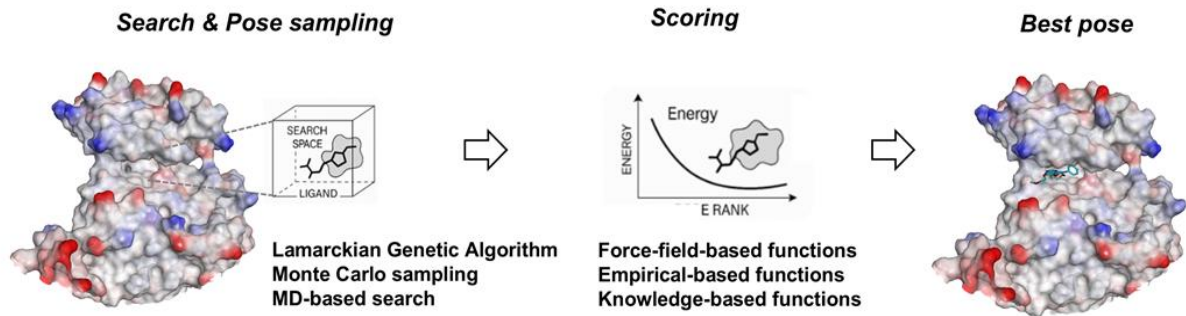 Search & Pose sampling
Scoring
Best pose
SEARCH
SPACE
LIGAND
ENERGY
Energy
E RANK
Lamarckian Genetic Algorithm
Monte Carlo sampling
MD-based search
Force-field-based functions
Empirical-based functions
Knowledge-based functions